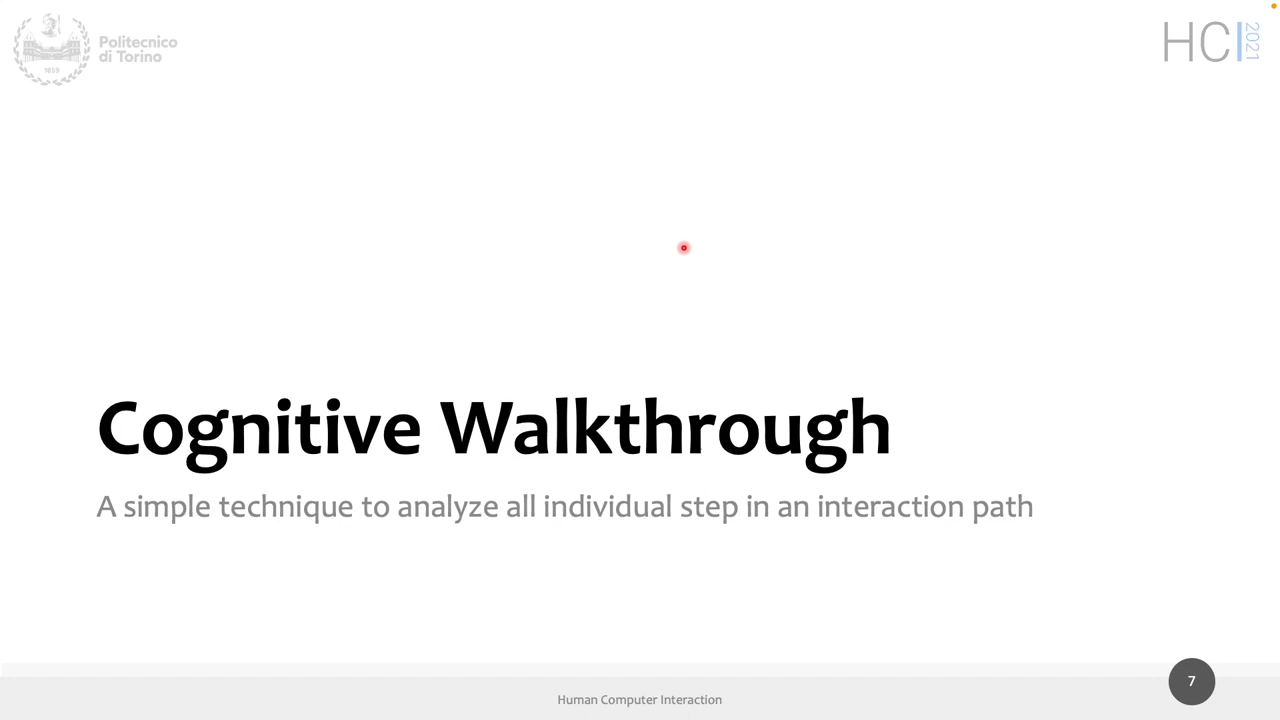 Politecnico
di Torino
1859
HCI 2021
Cognitive Walkthrough
A simple technique to analyze all individual step in an interaction path
Human Computer Interaction
7